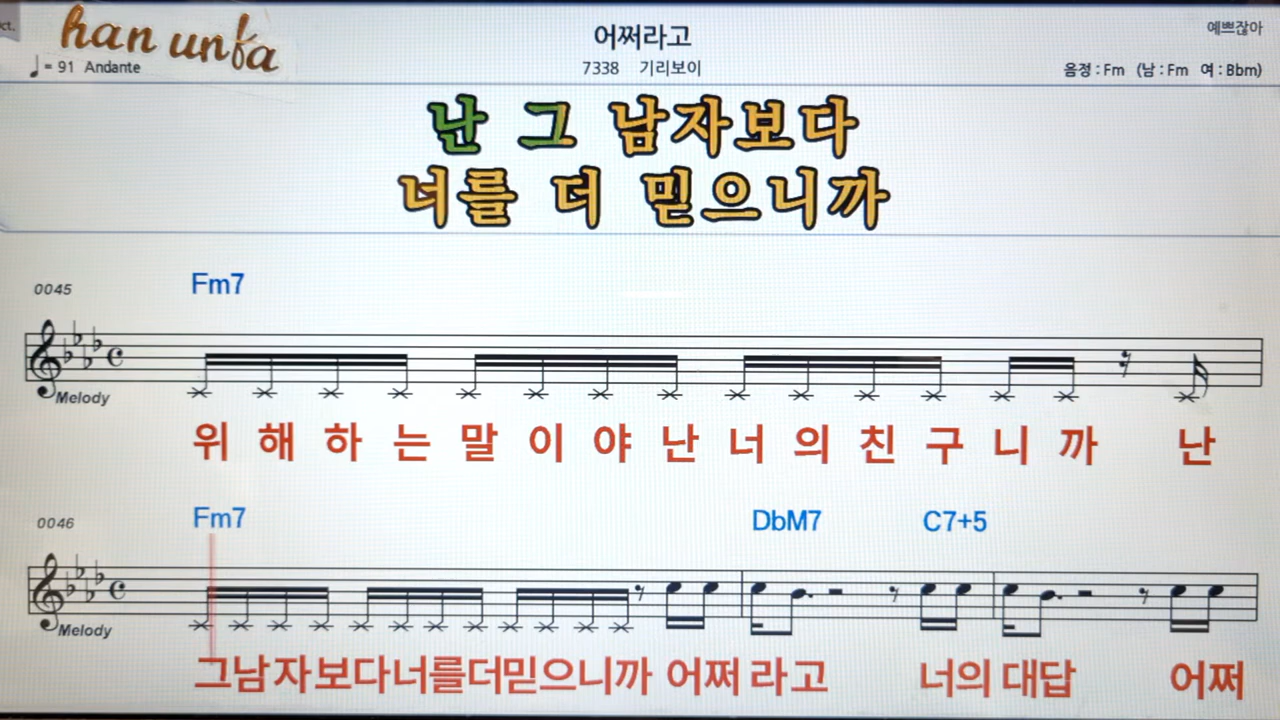 ct.
han unfa
어쩌라고
예쁘잖아
♩= 91 Andante
7338 기리보이
음정 : Fm (남 : Fm 여 : Bbm)
난 그 남자보다
너를 더 믿으니까
0045
Fm7
Melody
위 해 하 는 말 이 야 난 너 의 친 구 니 까 난
0046
Fm7 DbM7 C7+5
Melody
그남자보다너를더믿으니까 어쩌 라고 너의 대답 어쩌